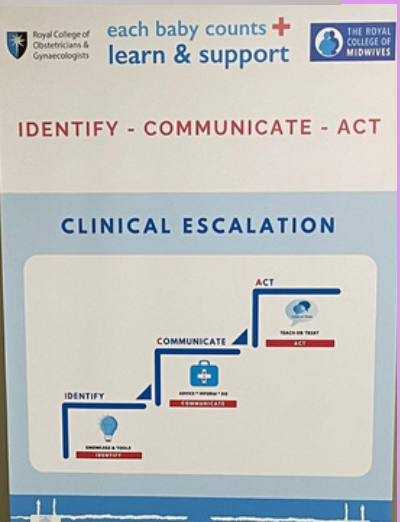 Royal College of
Obstetricians &
Gynaecologists
each baby counts +
learn & support
THE ROYAL
COLLEGE OF
MIDWIVES
IDENTIFY - COMMUNICATE - ACT
CLINICAL ESCALATION
ACT
TEACH OR TREAT
ACT
COMMUNICATE
COMMUNICATE
IDENTIFY
KNOWLEDGE & TOOLS
IDENTIFY